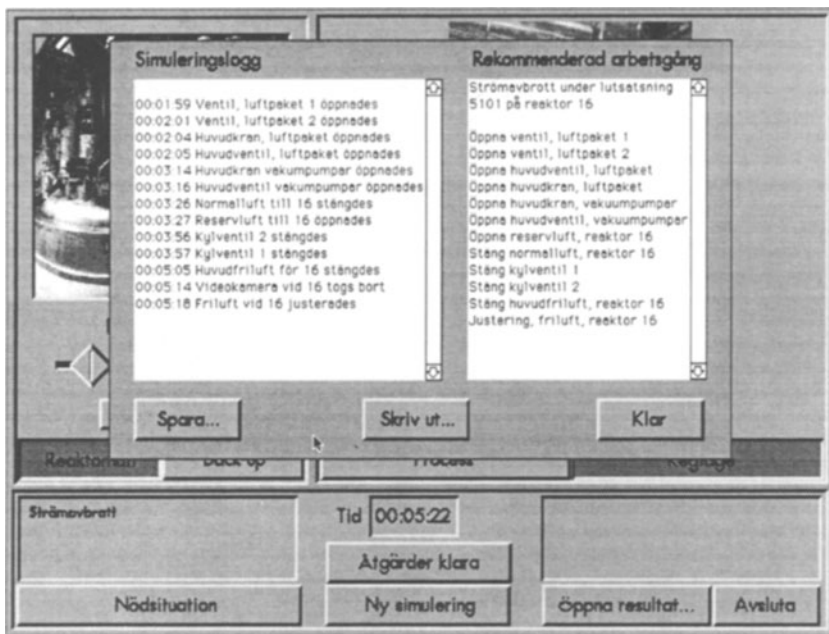 Simuleringslogg
00:01:59 Ventil, luftpaket 1 öppnades
00:02:01 Ventil, luftpaket 2 öppnades
00:02:04 Huvudkran, luftpaket öppnades
00:02:05 Huvudventil, luftpaket öppnades
00:03:14 Huvudkran vakumpumpar öppnades
00:03:16 Huvudventil vakumpumpar öppnades
00:03:26 Normalluft till 16 stängdes
00:03:27 Reservluft till 16 öppnades
00:03:56 Kylventil 2 stängdes
00:03:57 Kylventil 1 stängdes
00:05:05 Huvudfriluft för 16 stängdes
00:05:14 Videokamera vid 16 togs bort
00:05:18 Friluft vid 16 justerades
Rekommenderad arbetsgång
Strömavbrott under lutsatsning
5101 på reaktor 16
Öppna ventil, luftpaket 1
Öppna ventil, luftpaket 2
Öppna huvudventil, luftpaket
Öppna huvudkran, luftpaket
Öppna huvudkran, vakuumpumpar
Öppna huvudventil, vakuumpumpar
Öppna reservluft, reaktor 16
Stäng normalluft, reaktor 16
Stäng kylventil 1
Stäng kylventil 2
Stäng huvudfriluft, reaktor 16
Justering, friluft, reaktor 16
Spara...
Skriv ut...
Klar
Back up
Process
Reglage
Strömavbrott
Tid 00:05:22
Åtgärder klara
Nödsituation
Ny simulering
Öppna resultat...
Avsluta